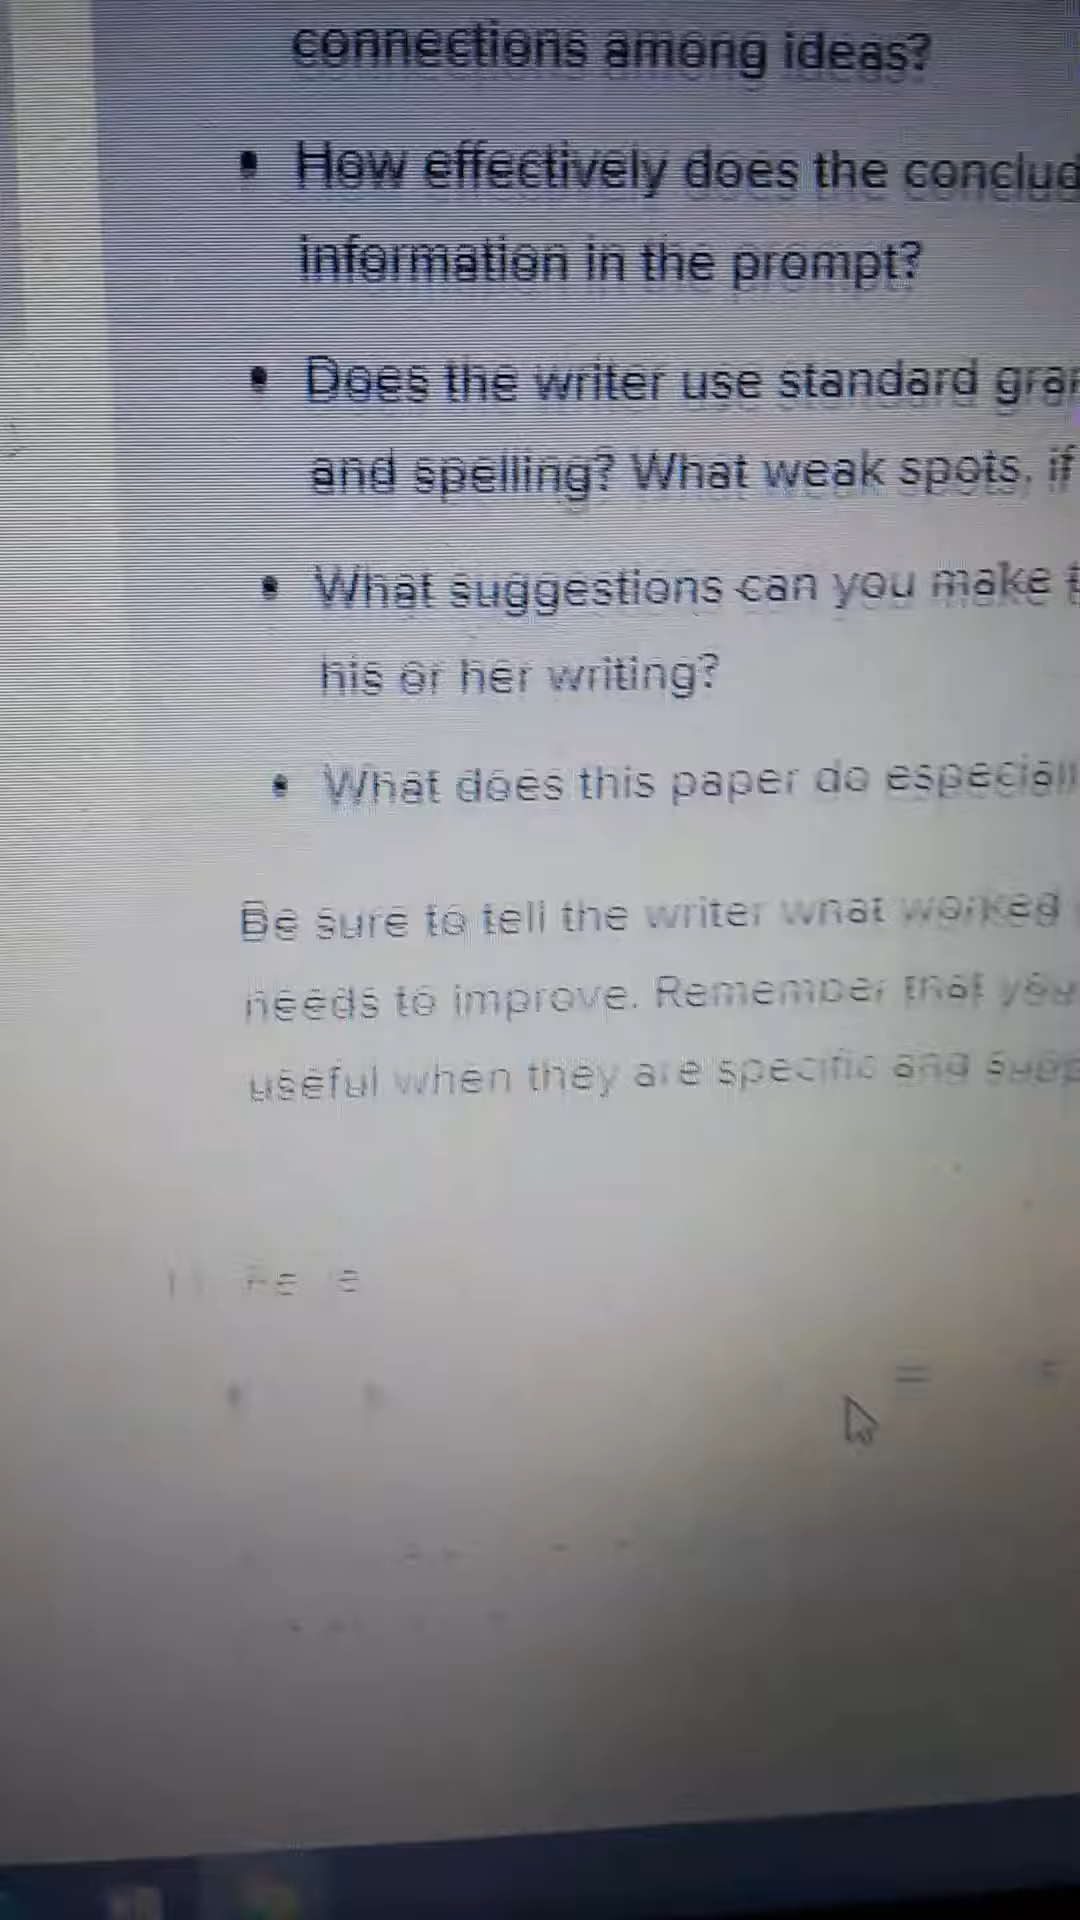 connections among ideas?
• How effectively does the conclud
information in the prompt?
• Does the writer use standard gra
and spelling? What weak spots, if
• What suggestions can you make t
his or her writing?
• What does this paper do especiall
Be sure to tell the writer what worked
needs to improve. Remember that you
useful when they are specific and supp